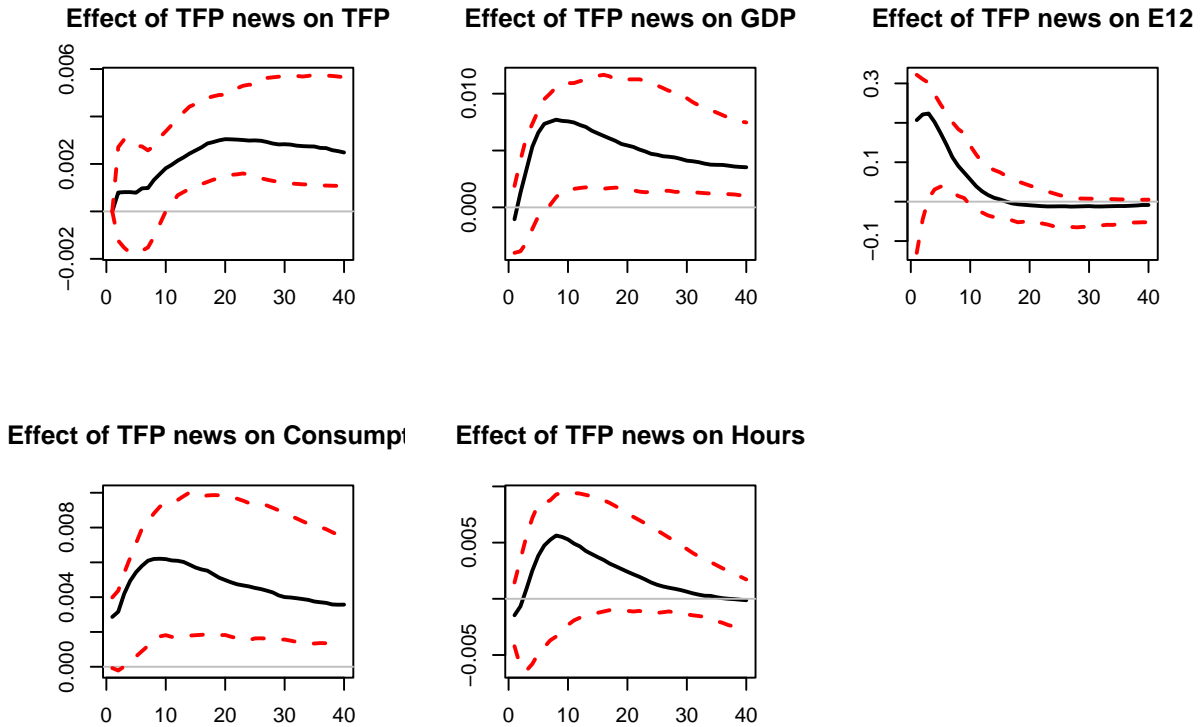 Effect of TFP news on TFP
0.006
0.002
−0.002
0 10 20 30 40
Effect of TFP news on GDP
0.010
0.000
0 10 20 30 40
Effect of TFP news on E12
0.3
0.1
−0.1
0 10 20 30 40
Effect of TFP news on Consumpt
0.008
0.004
0.000
0 10 20 30 40
Effect of TFP news on Hours
0.005
−0.005
0 10 20 30 40